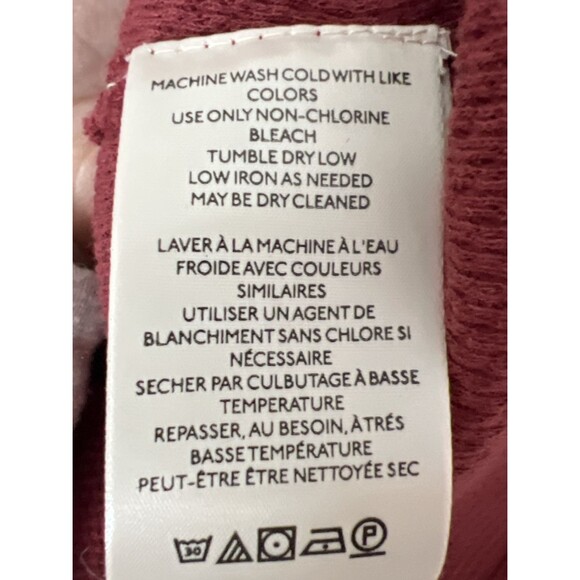 MACHINE WASH COLD WITH LIKE
COLORS
USE ONLY NON-CHLORINE
BLEACH
TUMBLE DRY LOW
LOW IRON AS NEEDED
MAY BE DRY CLEANED
LAVER À LA MACHINE À L'EAU
FROIDE AVEC COULEURS
SIMILAIRES
UTILISER UN AGENT DE
BLANCHIMENT SANS CHLORE SI
NÉCESSAIRE
SECHER PAR CULBUTAGE À BASSE
TEMPERATURE
REPASSER, AU BESOIN, À TRÉS
BASSE TEMPÉRATURE
PEUT-ÊTRE ÊTRE NETTOYÉE SEC
30 P